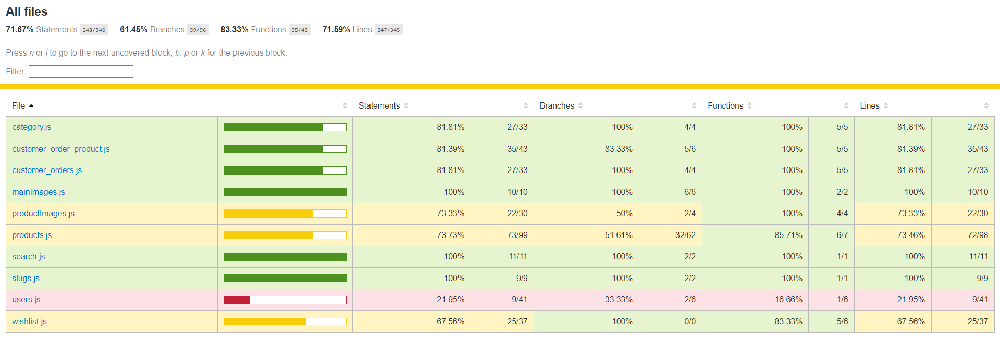 All files
71.67% Statements 248/346 61.45% Branches 59/96 83.33% Functions 35/42 71.59% Lines 247/345
Press n or j to go to the next uncovered block, b, p or k for the previous block.
Filter:
File Statements Branches Functions Lines
category.js 81.81% 27/33 100% 4/4 100% 5/5 81.81% 27/33
customer_order_product.js 81.39% 35/43 83.33% 5/6 100% 5/5 81.39% 35/43
customer_orders.js 81.81% 27/33 100% 4/4 100% 5/5 81.81% 27/33
mainImages.js 100% 10/10 100% 6/6 100% 2/2 100% 10/10
productImages.js 73.33% 22/30 50% 2/4 100% 4/4 73.33% 22/30
products.js 73.73% 73/99 51.61% 32/62 85.71% 6/7 73.46% 72/98
search.js 100% 11/11 100% 2/2 100% 1/1 100% 11/11
slugs.js 100% 9/9 100% 2/2 100% 1/1 100% 9/9
users.js 21.95% 9/41 33.33% 2/6 16.66% 1/6 21.95% 9/41
wishlist.js 67.56% 25/37 100% 0/0 83.33% 5/6 67.56% 25/37